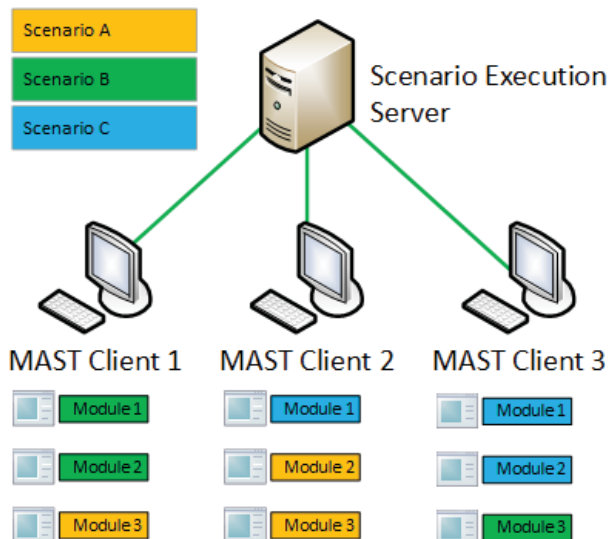 Scenario A
Scenario B
Scenario C
Scenario Execution
Server
MAST Client 1
MAST Client 2
MAST Client 3
Module 1
Module 1
Module 1
Module 2
Module 2
Module 2
Module 3
Module 3
Module 3